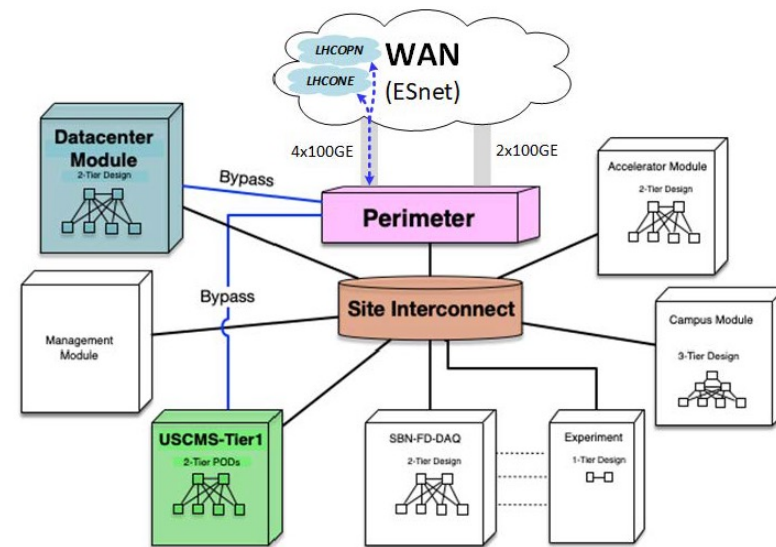 LHCOPN
LHCONE
WAN
(ESnet)
4x100GE
2x100GE
Datacenter
Module
2-Tier Design
Bypass
Perimeter
Accelerator Module
2-Tier Design
Bypass
Site Interconnect
Management
Module
Campus Module
3-Tier Design
USCMS-Tier1
2-Tier PODs
SBN-FD-DAQ
2-Tier Design
Experiment
1-Tier Design